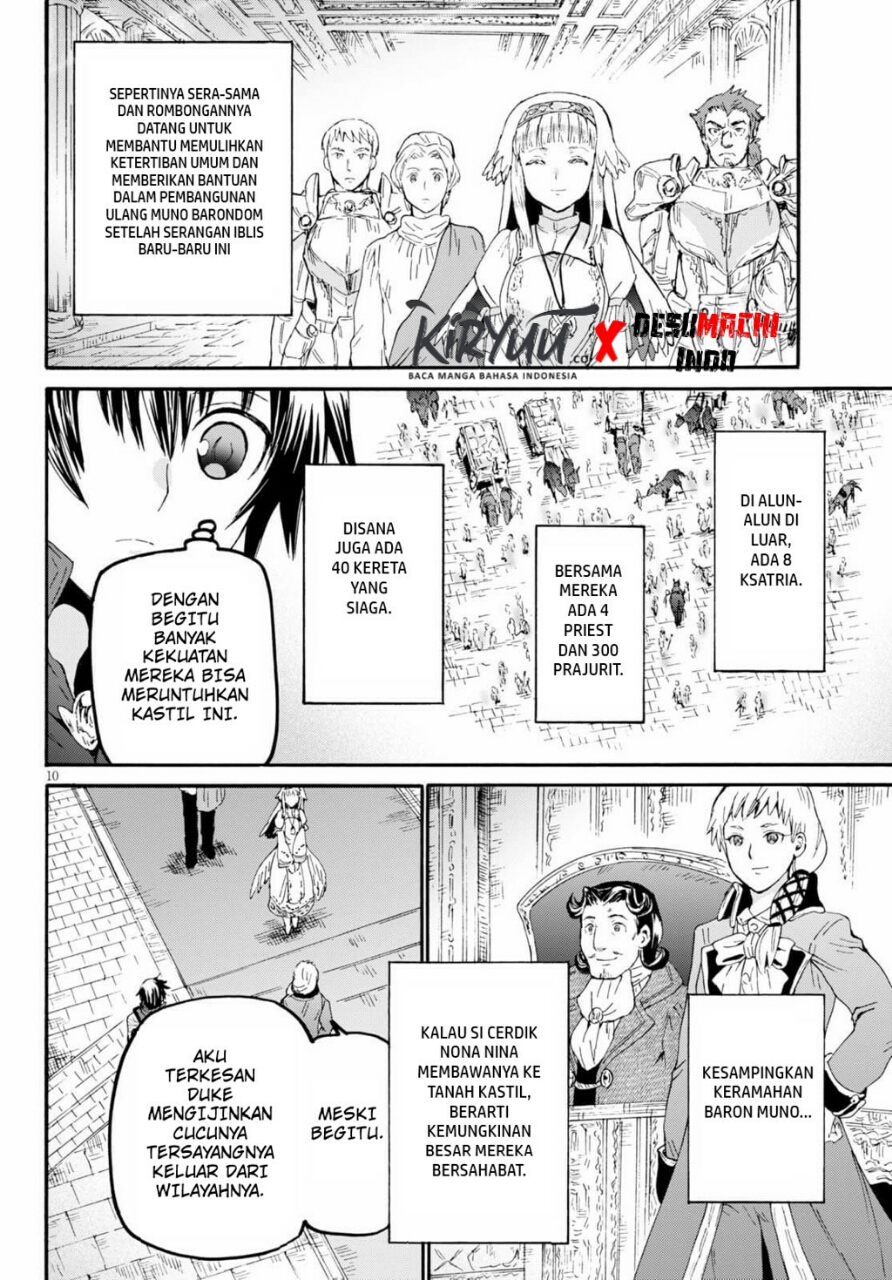 SEPERTINYA SERA-SAMA
DAN ROMBONGANNYA
DATANG UNTUK
MEMBANTU MEMULIHKAN
KETERTIBAN UMUM DAN
MEMBERIKAN BANTUAN
DALAM PEMBANGUNAN
ULANG MUNO BARONDOM
SETELAH SERANGAN IBLIS
BARU-BARU INI
KiRYUU.co X DESUMACHI
INDO
BACA MANGA BAHASA INDONESIA
DI ALUN-
ALUN DI
LUAR,
ADA 8
KSATRIA.
BERSAMA
MEREKA
ADA 4
PRIEST
DAN 300
PRAJURIT.
DISANA
JUGA ADA
40 KERETA
YANG
SIAGA.
DENGAN
BEGITU
BANYAK
KEKUATAN
MEREKA BISA
MERUNTUHKAN
KASTIL INI.
10
KESAMPINGKAN
KERAMAHAN
BARON MUNO...
KALAU SI CERDIK
NONA NINA
MEMBAWANYA KE
TANAH KASTIL,
BERARTI
KEMUNGKINAN
BESAR MEREKA
BERSAHABAT.
MESKI
BEGITU.
AKU
TERKESAN
DUKE
MENGIJINKAN
CUCUNYA
TERSAYANGNYA
KELUAR DARI
WILAYAHNYA.